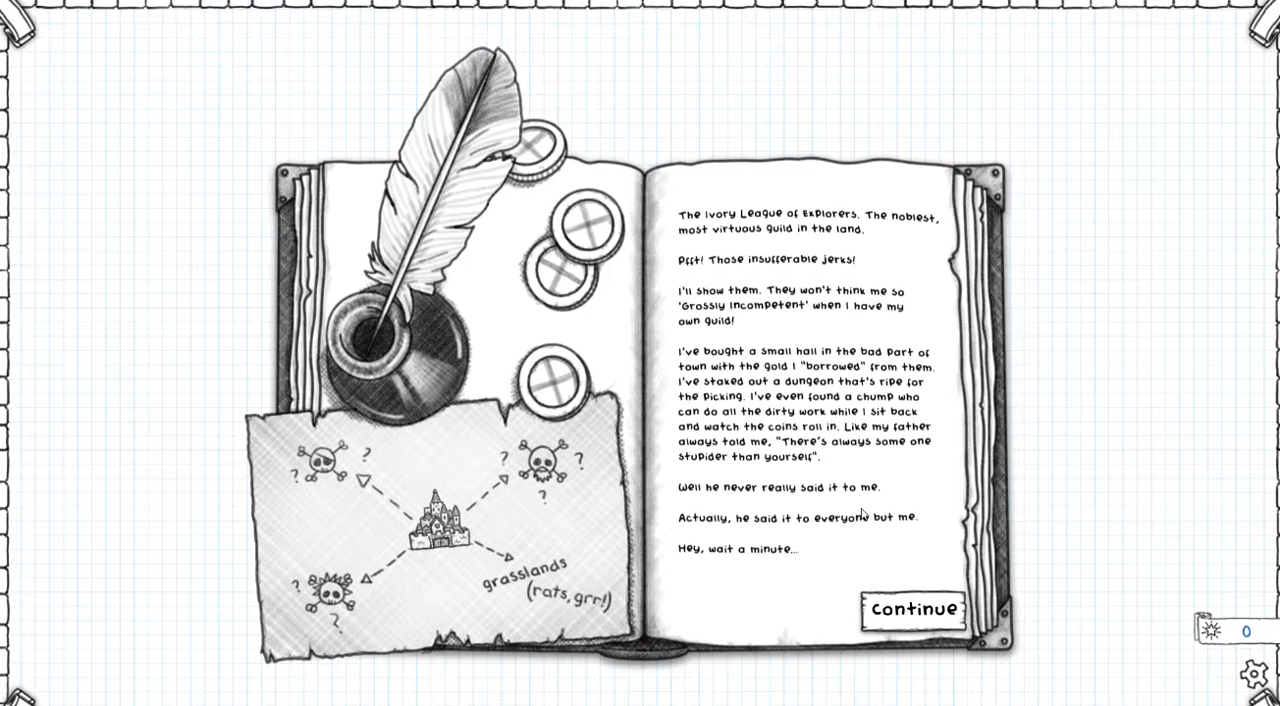 The Ivory League of Explorers. The noblest,
most virtuous guild in the land.
Pfft! Those insufferable jerks!
I'll show them. They won't think me so
'Grossly Incompetent' when I have my
own guild!
I've bought a small hall in the bad part of
town with the gold I "borrowed" from them.
I've staked out a dungeon that's ripe for
the picking. I've even found a chump who
can do all the dirty work while I sit back
and watch the coins roll in. Like my father
always told me, "There's always some one
stupider than yourself".
Well he never really said it to me.
Actually, he said it to everyone but me.
Hey, wait a minute...
? ? ? ?
? ?
grasslands
(rats, grr!)
? ?
Continue
0